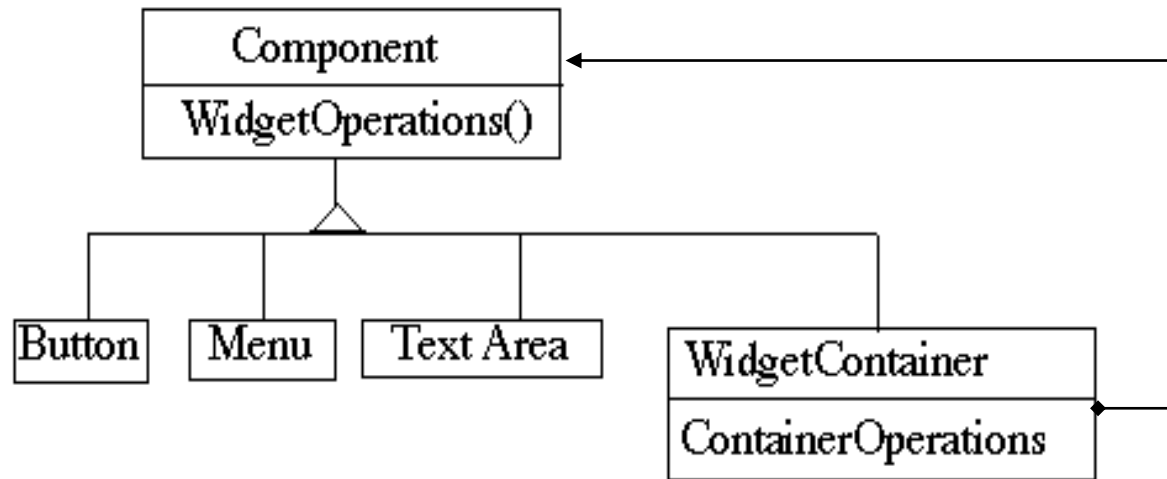 Component
WidgetOperations()
Button
Menu
Text Area
WidgetContainer
ContainerOperations